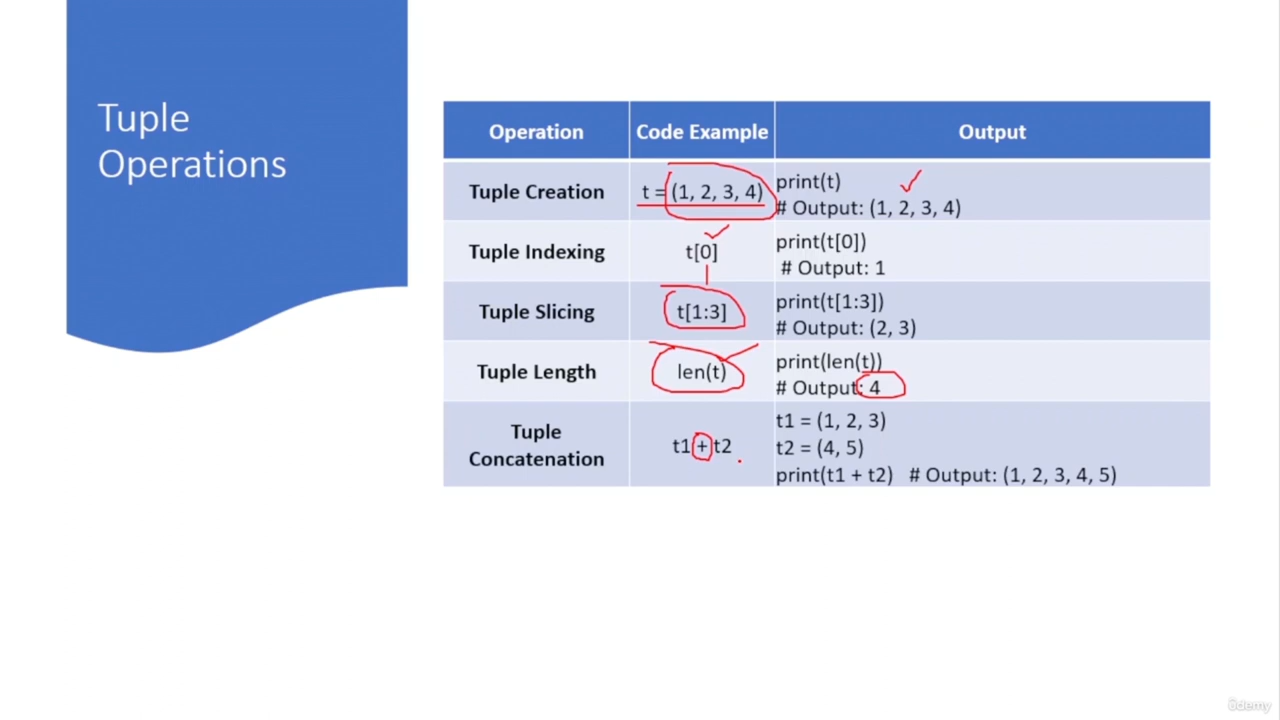 Tuple
Operations
Operation Code Example Output
Tuple Creation t = (1, 2, 3, 4) print(t)
# Output: (1, 2, 3, 4)
Tuple Indexing t[0] print(t[0])
# Output: 1
Tuple Slicing t[1:3] print(t[1:3])
# Output: (2, 3)
Tuple Length len(t) print(len(t))
# Output: 4
Tuple
Concatenation t1 + t2 t1 = (1, 2, 3)
t2 = (4, 5)
print(t1 + t2) # Output: (1, 2, 3, 4, 5)
ûdemy